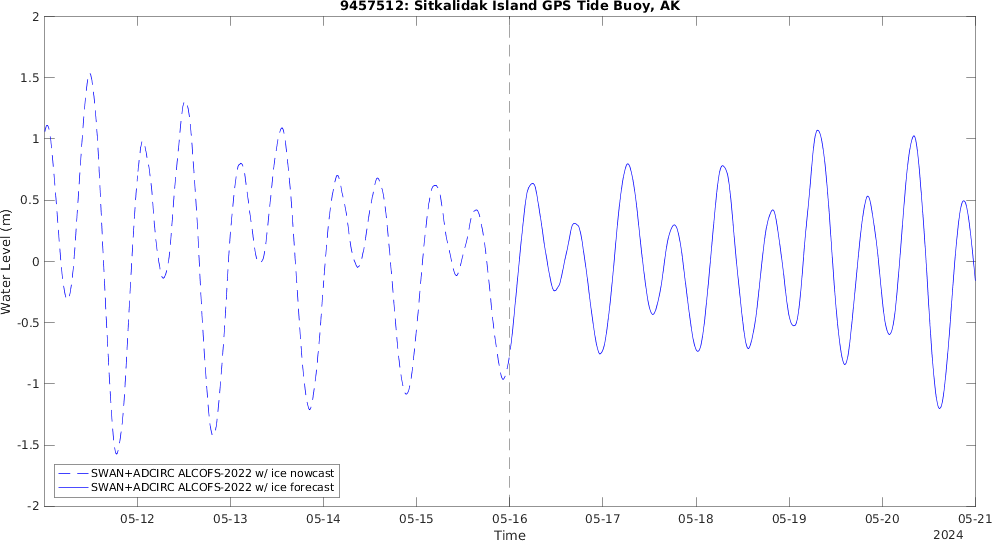 9457512: Sitkalidak Island GPS Tide Buoy, AK
2
1.5
1
0.5
0
-0.5
-1
-1.5
-2
Water Level (m)
SWAN+ADCIRC ALCOFS-2022 w/ ice nowcast
SWAN+ADCIRC ALCOFS-2022 w/ ice forecast
05-12 05-13 05-14 05-15 05-16 05-17 05-18 05-19 05-20 05-21
Time
2024